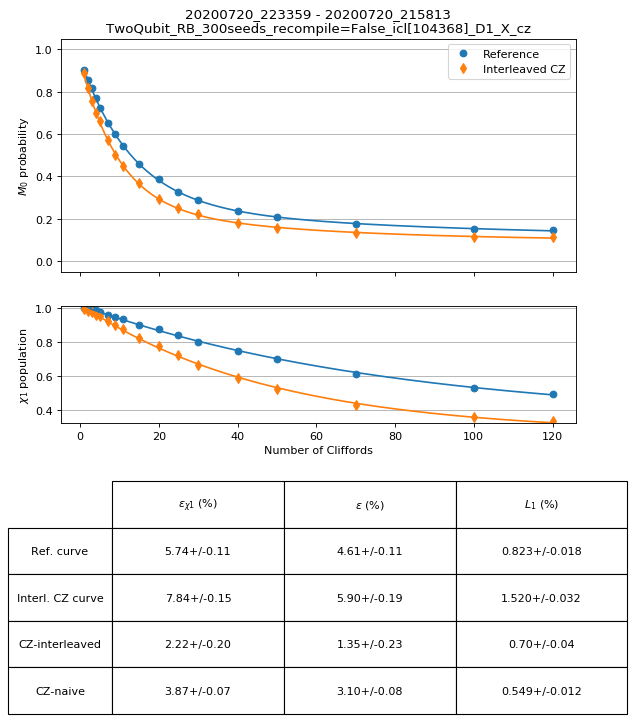 20200720_223359 - 20200720_215813
TwoQubit_RB_300seeds_recompile=False_icl[104368]_D1_X_cz
1.0
0.8
0.6
0.4
0.2
0.0
M₀ probability
Reference
Interleaved CZ
1.0
0.8
0.6
0.4
χ₁ population
0 20 40 60 80 100 120
Number of Cliffords
εχ1 (%) ε (%) L₁ (%)
Ref. curve 5.74+/-0.11 4.61+/-0.11 0.823+/-0.018
Interl. CZ curve 7.84+/-0.15 5.90+/-0.19 1.520+/-0.032
CZ-interleaved 2.22+/-0.20 1.35+/-0.23 0.70+/-0.04
CZ-naive 3.87+/-0.07 3.10+/-0.08 0.549+/-0.012